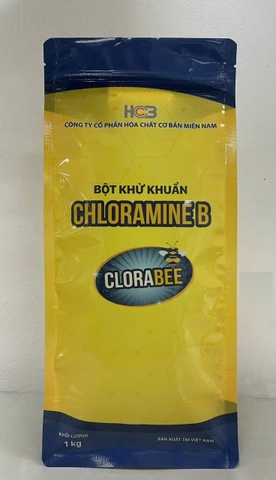 HCB
CÔNG TY CỔ PHẦN HÓA CHẤT CƠ BẢN MIỀN NAM
BỘT KHỬ KHUẨN
CHLORAMINE B
CLORABEE
KHỐI LƯỢNG:
1 kg
SẢN XUẤT TẠI VIỆT NAM